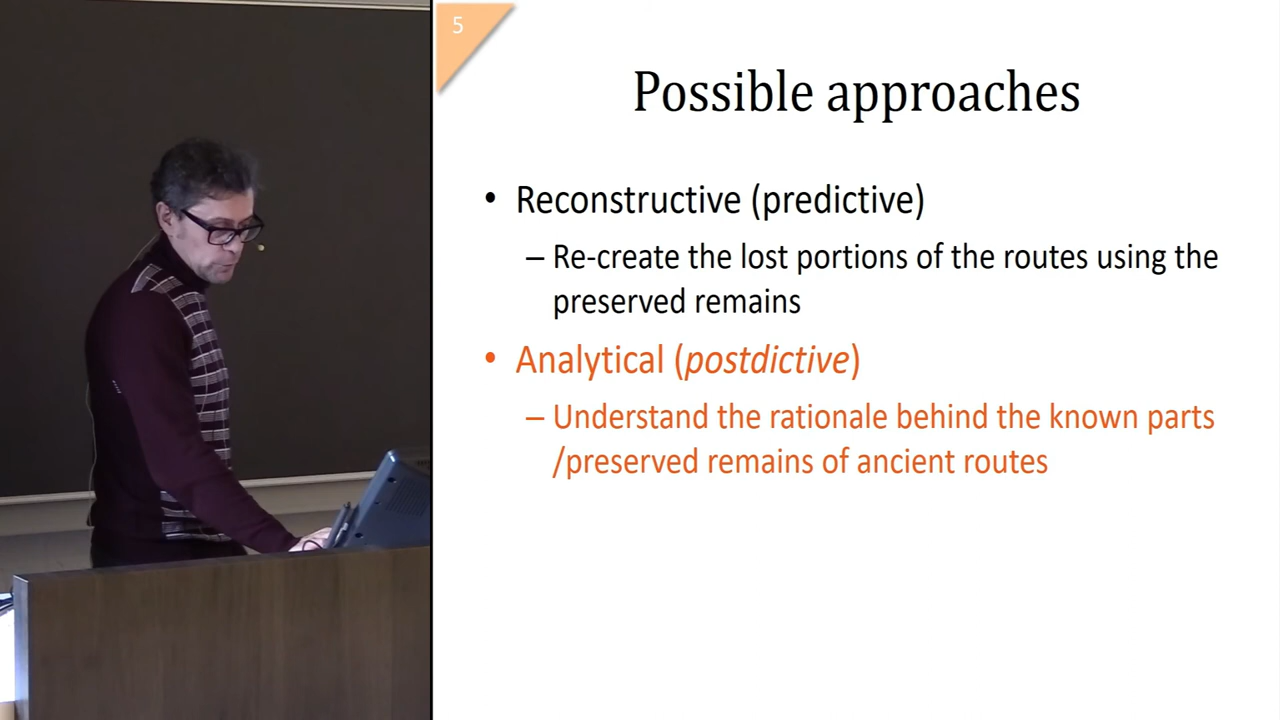 5
Possible approaches
• Reconstructive (predictive)
– Re-create the lost portions of the routes using the
preserved remains
• Analytical (postdictive)
– Understand the rationale behind the known parts
/preserved remains of ancient routes